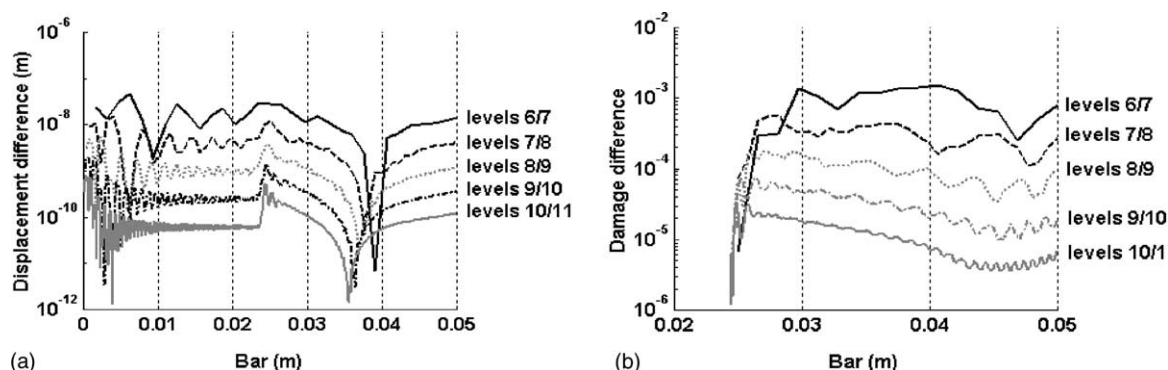 10^-6
10^-8
10^-10
10^-12
Displacement difference (m)
levels 6/7
levels 7/8
levels 8/9
levels 9/10
levels 10/11
0
0.01
0.02
0.03
0.04
0.05
(a)
Bar (m)
10^-2
10^-3
10^-4
10^-5
10^-6
Damage difference
levels 6/7
levels 7/8
levels 8/9
levels 9/10
levels 10/1
0.02
0.03
0.04
0.05
(b)
Bar (m)